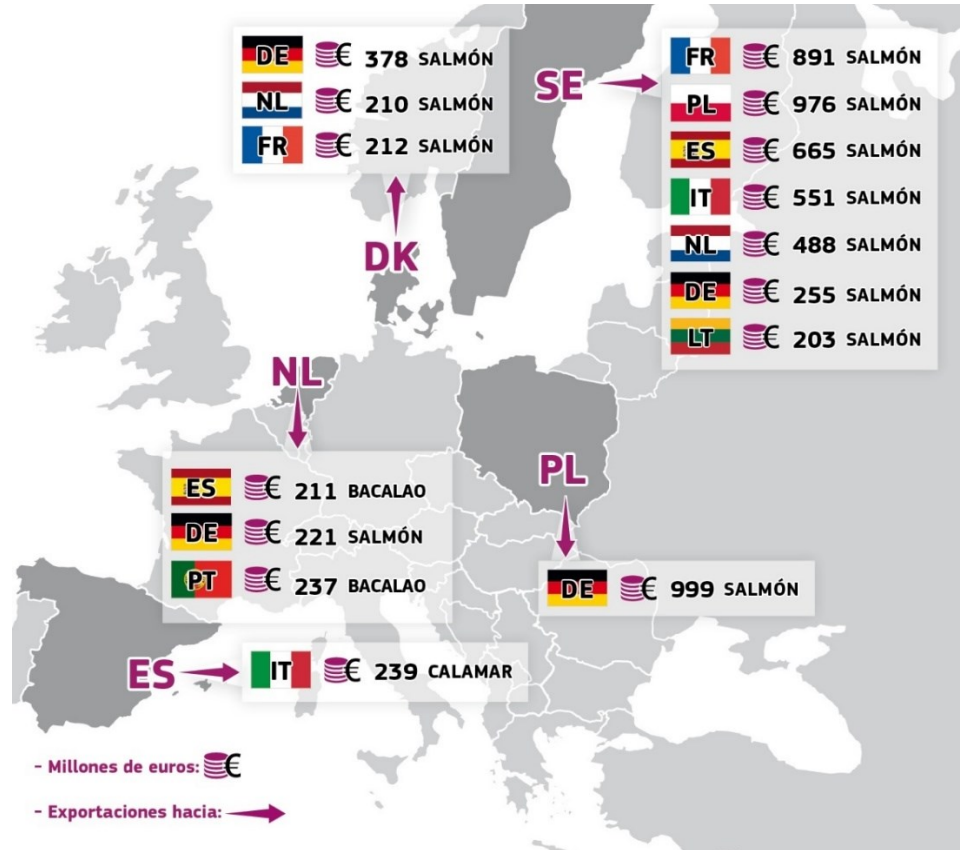 DE € 378 SALMÓN
NL € 210 SALMÓN
FR € 212 SALMÓN
DK
SE
FR € 891 SALMÓN
PL € 976 SALMÓN
ES € 665 SALMÓN
IT € 551 SALMÓN
NL € 488 SALMÓN
DE € 255 SALMÓN
LT € 203 SALMÓN
NL
ES € 211 BACALAO
DE € 221 SALMÓN
PT € 237 BACALAO
PL
DE € 999 SALMÓN
ES
IT € 239 CALAMAR
- Millones de euros: €
- Exportaciones hacia: